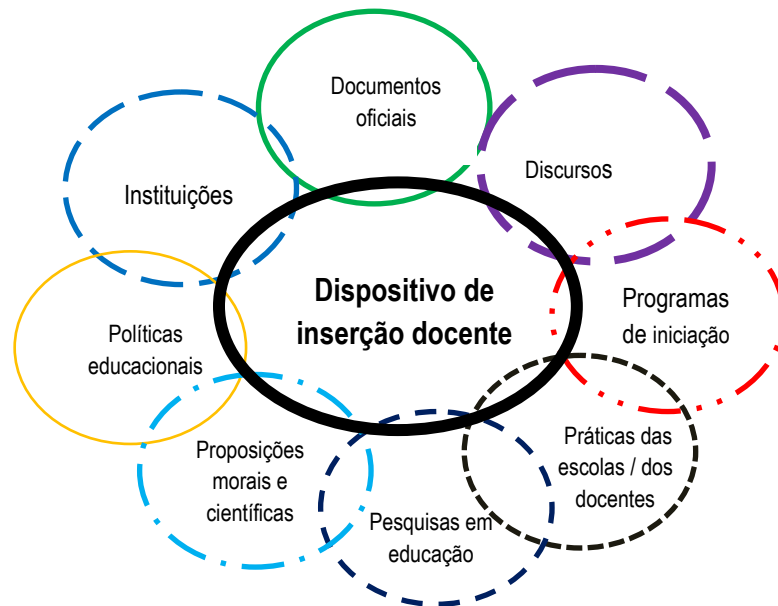 Documentos
oficiais
Discursos
Instituições
Dispositivo de
inserção docente
Programas
de iniciação
Políticas
educacionais
Práticas das
escolas / dos
docentes
Proposições
morais e
científicas
Pesquisas em
educação